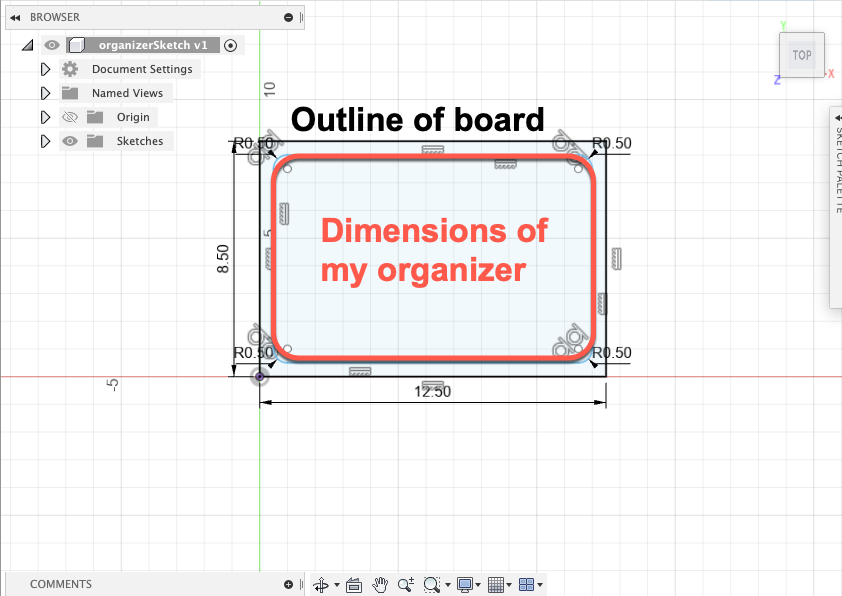 BROWSER
organizerSketch v1
Document Settings
Named Views
Origin
Sketches
TOP
Y
X
Z
SKETCH PALETTE
10
Outline of board
R0.50
R0.50
Dimensions of
my organizer
5
8.50
R0.50
R0.50
-5
12.50
COMMENTS